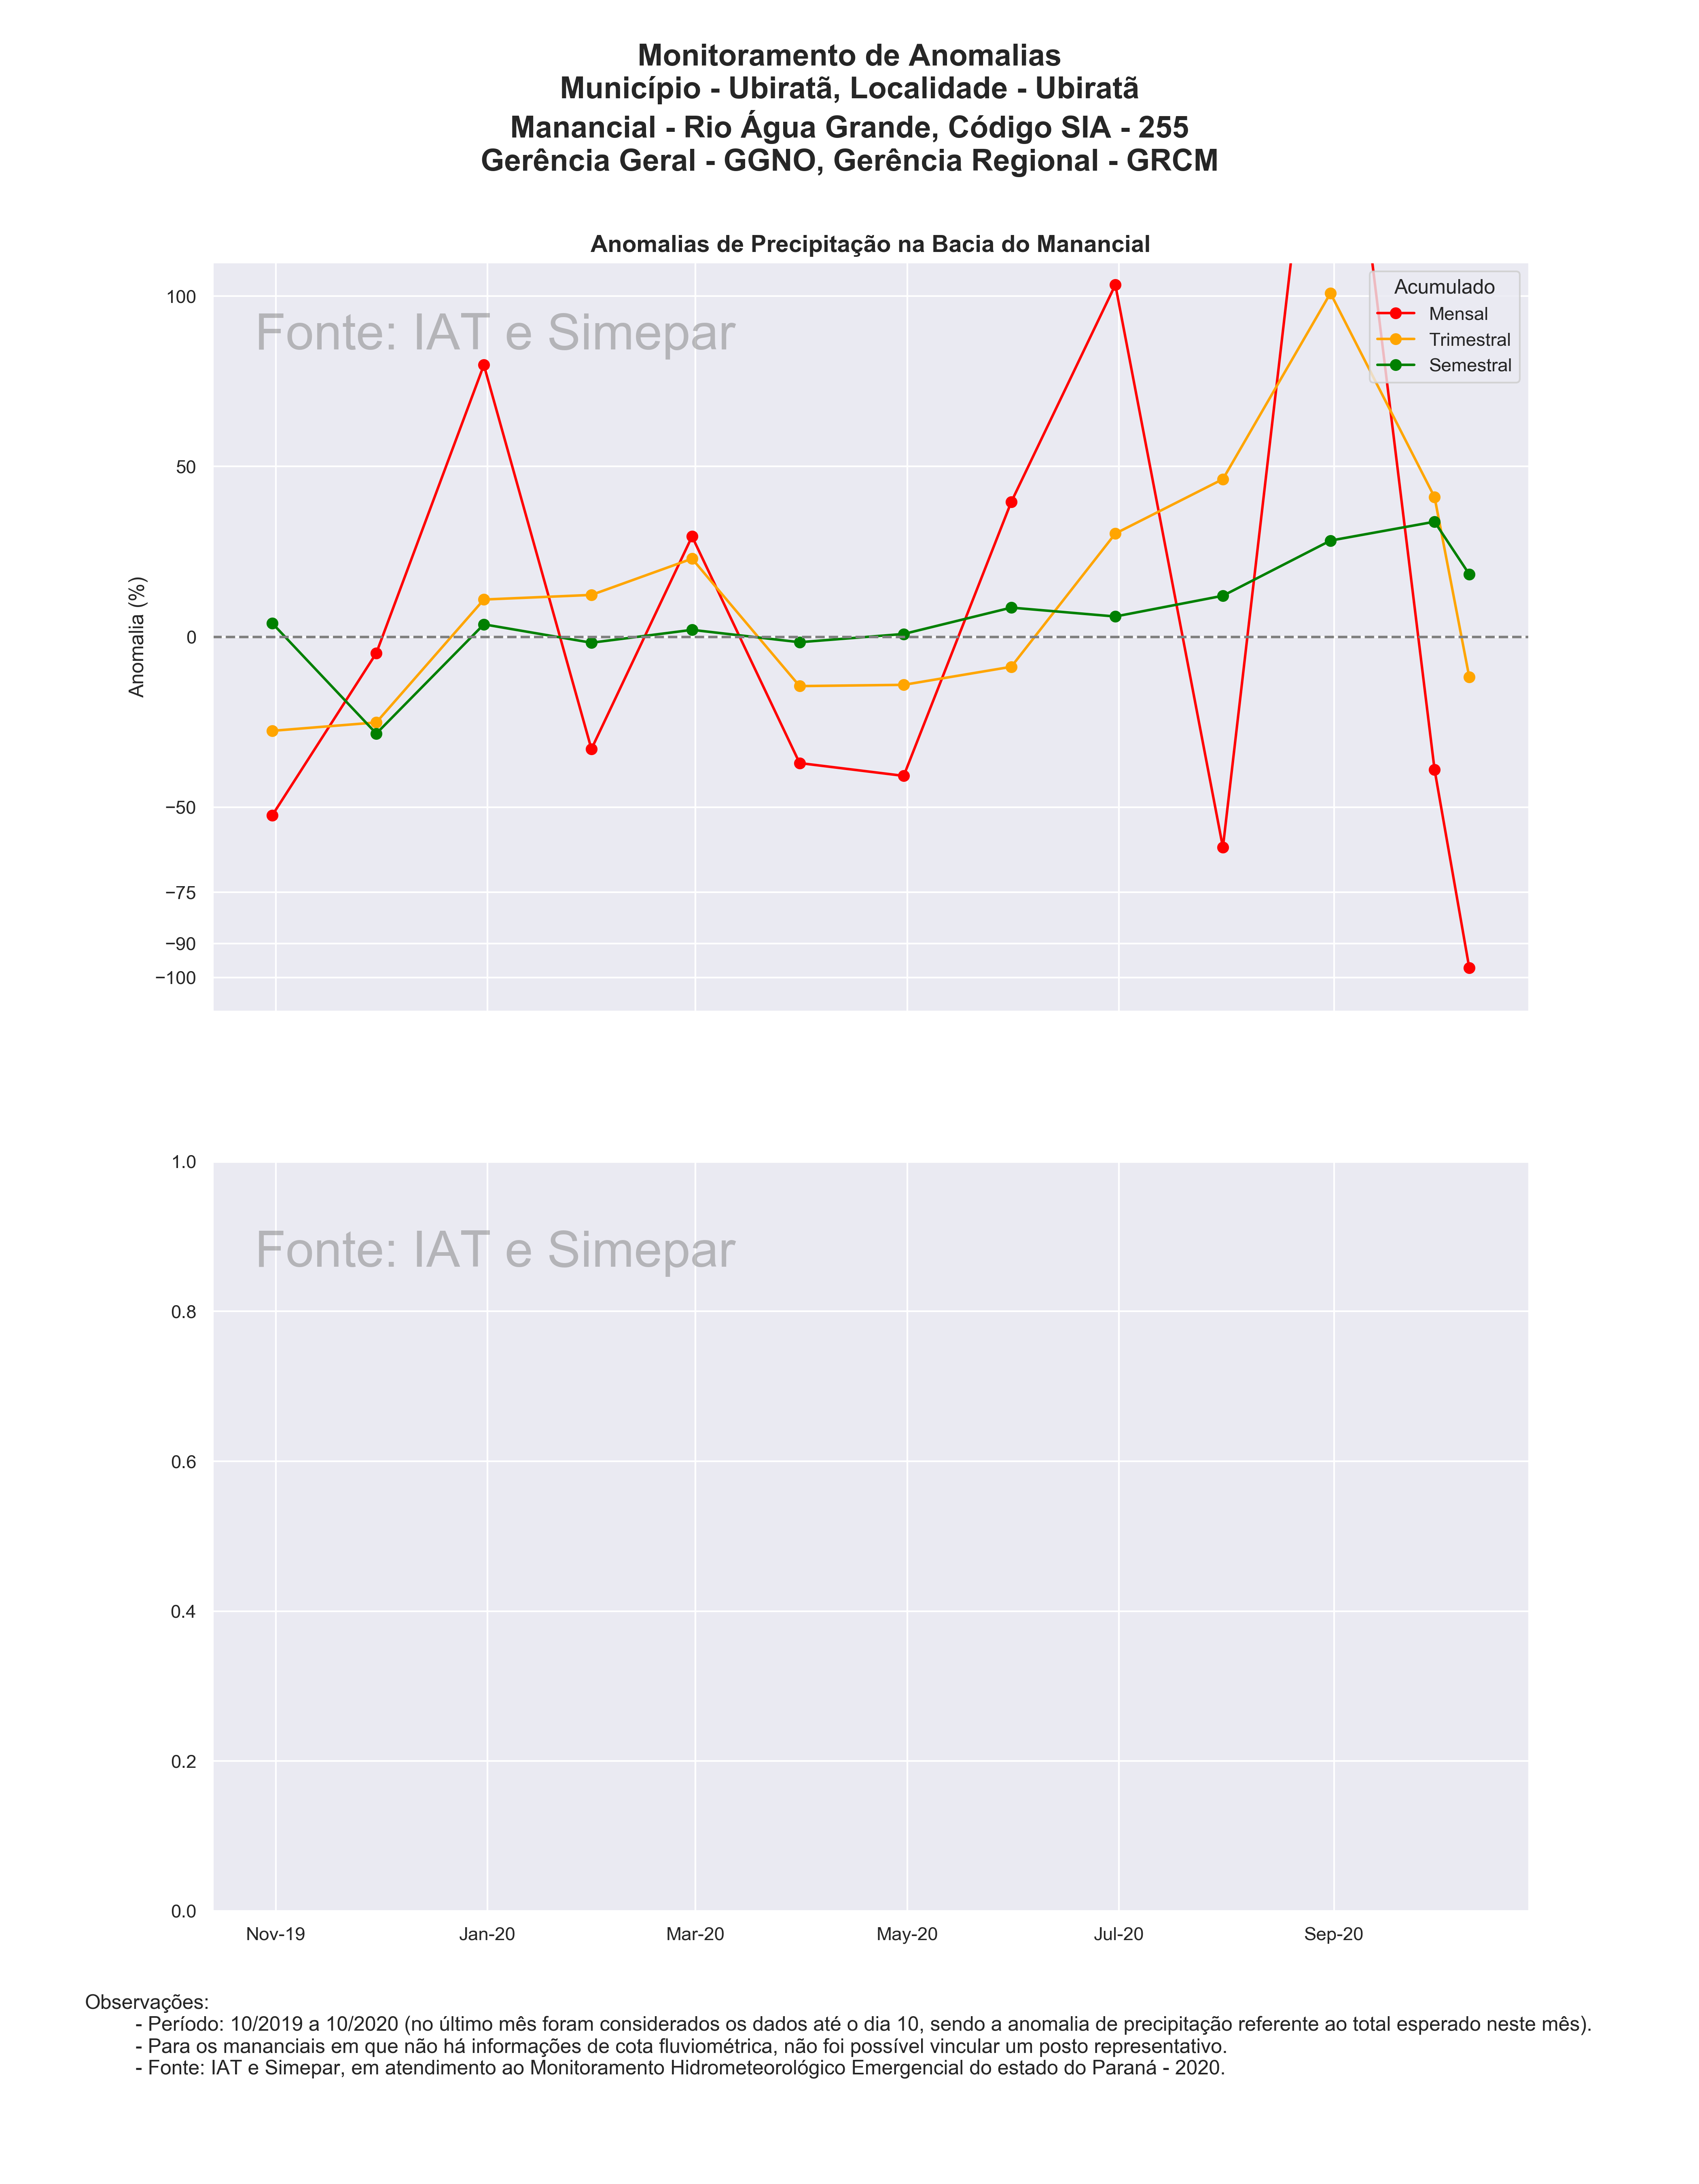 Monitoramento de Anomalias
Município - Ubiratã, Localidade - Ubiratã
Manancial - Rio Água Grande, Código SIA - 255
Gerência Geral - GGNO, Gerência Regional - GRCM
Anomalias de Precipitação na Bacia do Manancial
Fonte: IAT e Simepar
Acumulado
Mensal
Trimestral
Semestral
Anomalia (%)
100
50
0
−50
−75
−90
−100
Fonte: IAT e Simepar
1.0
0.8
0.6
0.4
0.2
0.0
Nov-19 Jan-20 Mar-20 May-20 Jul-20 Sep-20
Observações:
- Período: 10/2019 a 10/2020 (no último mês foram considerados os dados até o dia 10, sendo a anomalia de precipitação referente ao total esperado neste mês).
- Para os mananciais em que não há informações de cota fluviométrica, não foi possível vincular um posto representativo.
- Fonte: IAT e Simepar, em atendimento ao Monitoramento Hidrometeorológico Emergencial do estado do Paraná - 2020.